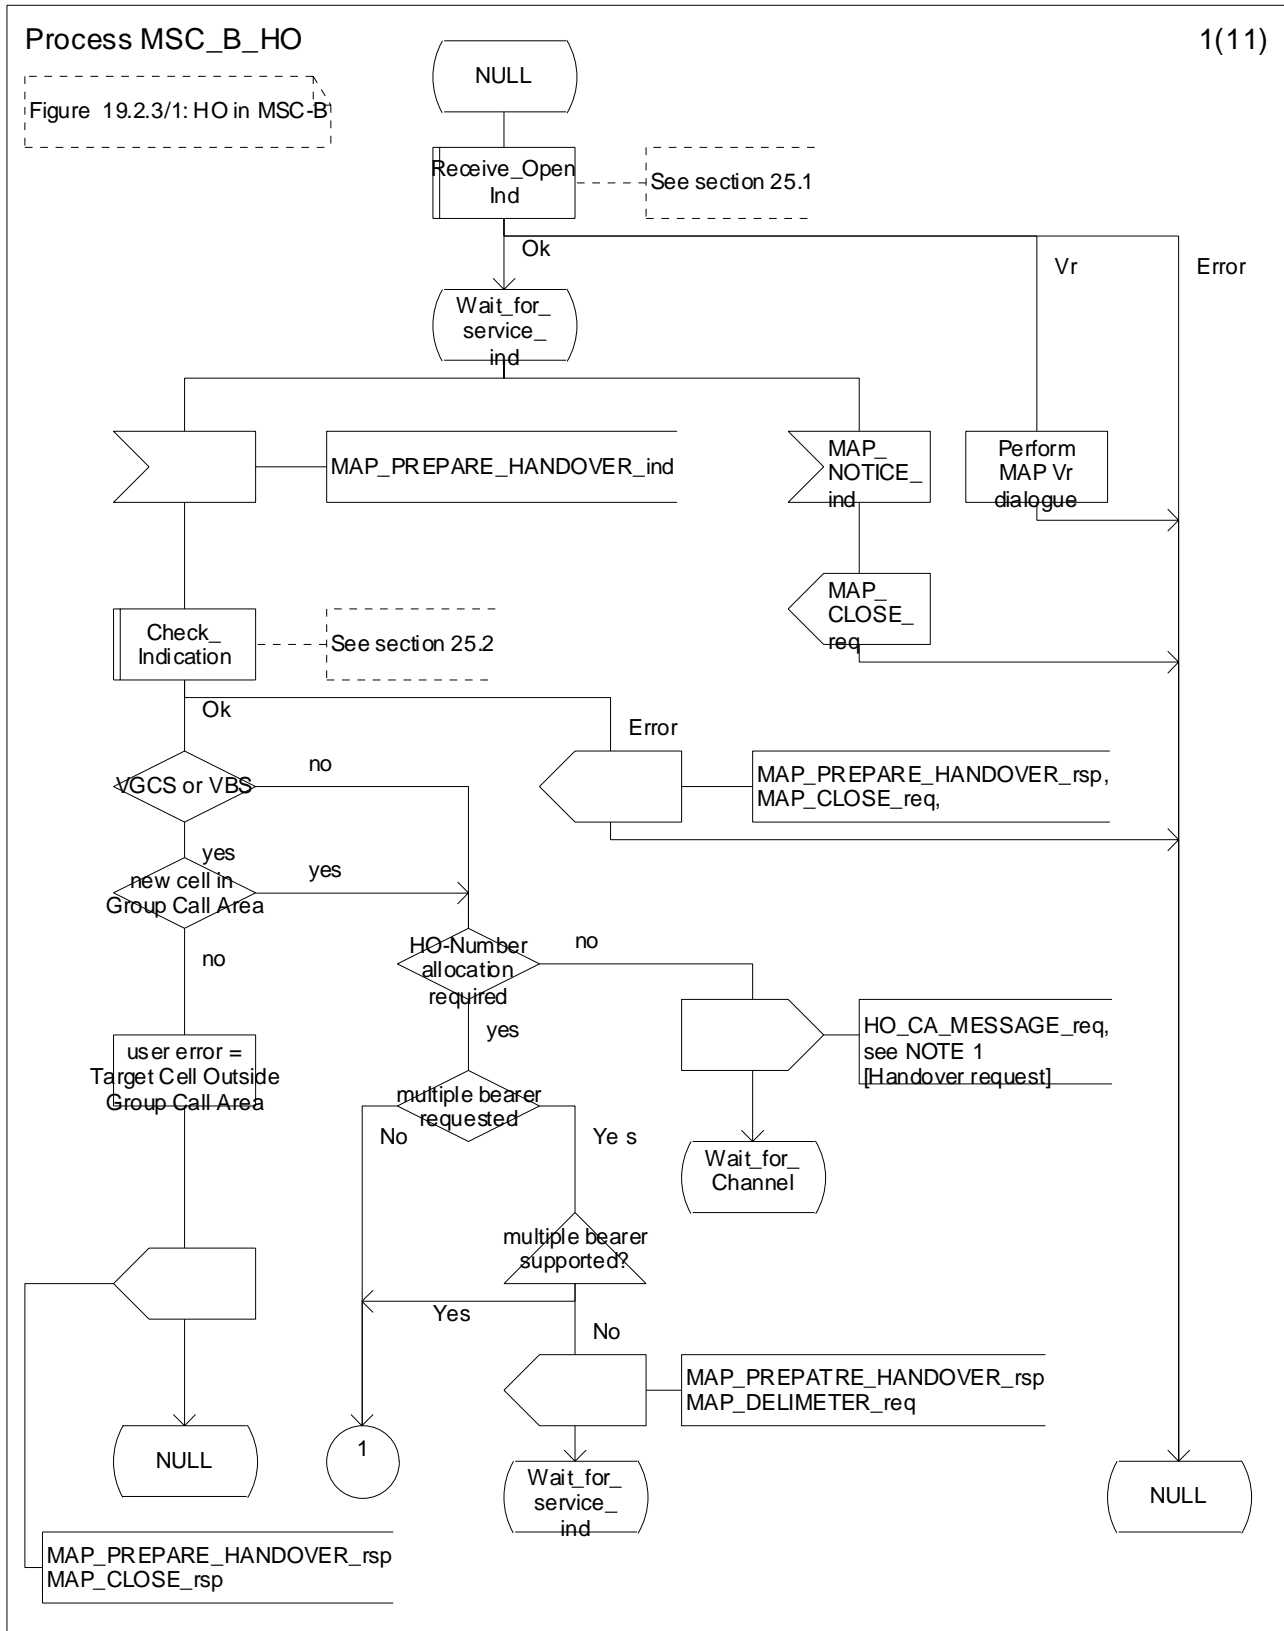 Process MSC_B_HO
1(11)
Figure 19.2.3/1: HO in MSC-B
NULL
Receive_Open
Ind
See section 25.1
Ok
Vr
Error
Wait_for_
service_
ind
MAP_PREPARE_HANDOVER_ind
MAP_
NOTICE_
ind
Perform
MAP Vr
dialogue
MAP_
CLOSE_
req
Check_
Indication
See section 25.2
Ok
Error
VGCS or VBS
no
MAP_PREPARE_HANDOVER_rsp,
MAP_CLOSE_req,
yes
new cell in
Group Call Area
yes
no
HO-Number
allocation
required
no
yes
HO_CA_MESSAGE_req,
see NOTE 1
[Handover request]
user error =
Target Cell Outside
Group Call Area
multiple bearer
requested
No
Ye s
Wait_for_
Channel
multiple bearer
supported?
Yes
No
MAP_PREPATRE_HANDOVER_rsp
MAP_DELIMETER_req
NULL
1
Wait_for_
service_
ind
NULL
MAP_PREPARE_HANDOVER_rsp
MAP_CLOSE_rsp